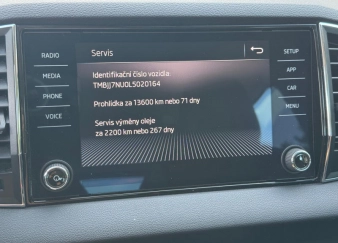 Servis
RADIO
MEDIA
PHONE
VOICE
Identifikační číslo vozidla:
TMBJJ7NU0L5020164
Prohlídka za 13600 km nebo 71 dny
Servis výměny oleje
za 2200 km nebo 267 dny
SETUP
APP
CAR
MENU